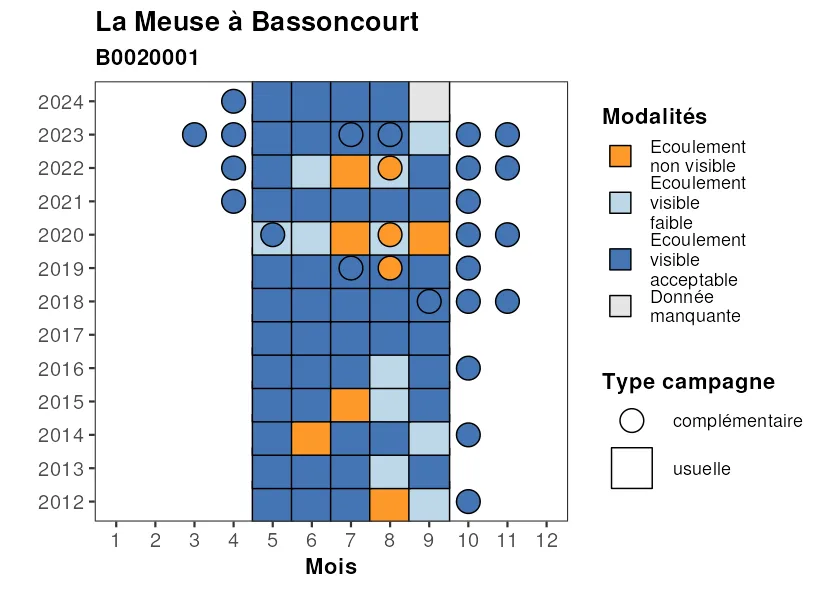 La Meuse à Bassoncourt
B0020001
2024
2023
2022
2021
2020
2019
2018
2017
2016
2015
2014
2013
2012
1 2 3 4 5 6 7 8 9 10 11 12
Mois
Modalités
Ecoulement
non visible
Ecoulement
visible
faible
Ecoulement
visible
acceptable
Donnée
manquante
Type campagne
complémentaire
usuelle